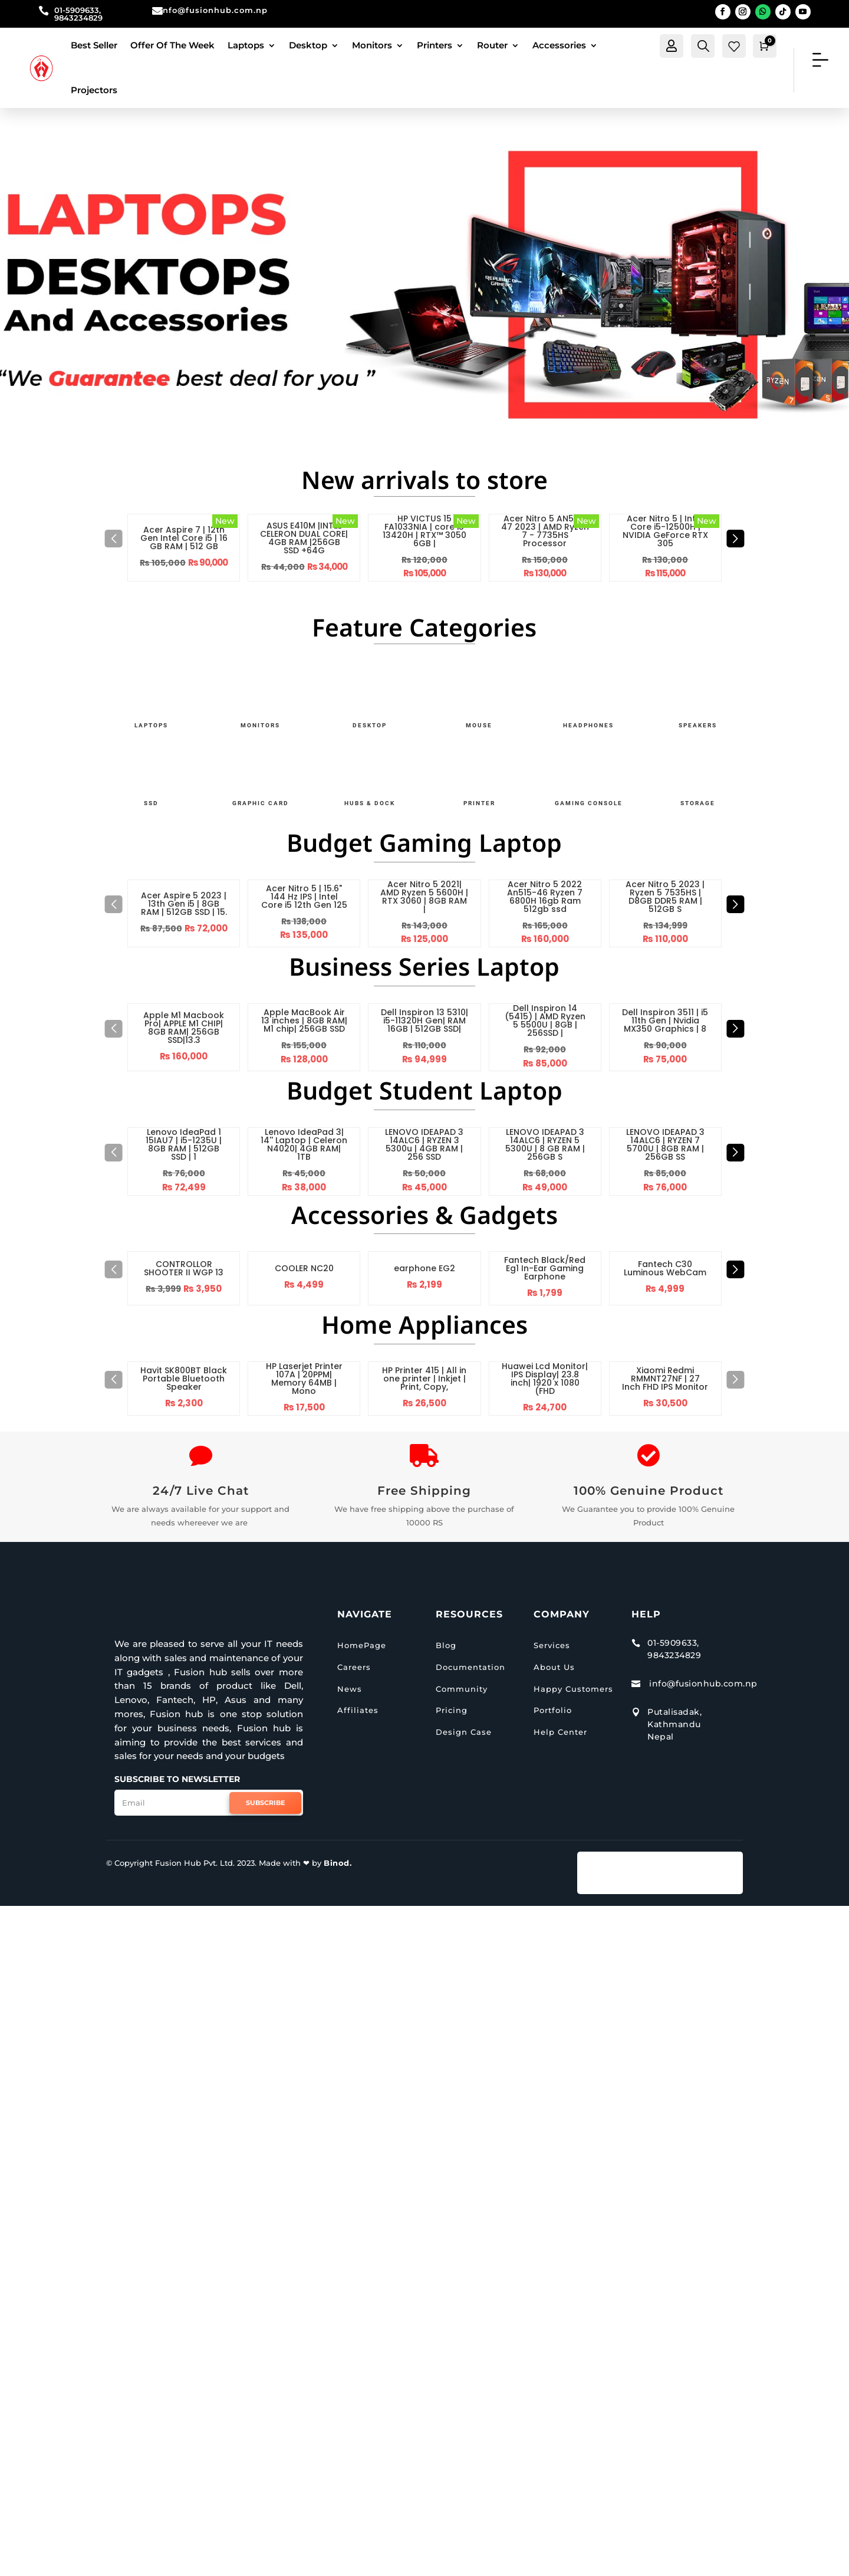 01-5909633,
9843234829
nfo@fusionhub.com.np
Best Seller Offer Of The Week Laptops Desktop Monitors Printers Router Accessories
0
Projectors
LAPTOPS
DESKTOPS
And Accessories
“We Guarantee best deal for you ”
New arrivals to store
New New New New New
Acer Aspire 7 | 12th
Gen Intel Core i5 | 16
GB RAM | 512 GB
₨ 105,000 ₨ 90,000
ASUS E410M |INTEL
CELERON DUAL CORE|
4GB RAM |256GB
SSD +64G
₨ 44,000 ₨ 34,000
HP VICTUS 15
FA1033NIA | core i5
13420H | RTX™ 3050
6GB |
₨ 120,000
₨ 105,000
Acer Nitro 5 AN515
47 2023 | AMD Ryzen
7 - 7735HS
Processor
₨ 150,000
₨ 130,000
Acer Nitro 5 | Intel
Core i5-12500H |
NVIDIA GeForce RTX
305
₨ 130,000
₨ 115,000
Feature Categories
LAPTOPS MONITORS DESKTOP MOUSE HEADPHONES SPEAKERS
SSD GRAPHIC CARD HUBS & DOCK PRINTER GAMING CONSOLE STORAGE
Budget Gaming Laptop
Acer Aspire 5 2023 |
13th Gen i5 | 8GB
RAM | 512GB SSD | 15.
₨ 87,500 ₨ 72,000
Acer Nitro 5 | 15.6"
144 Hz IPS | Intel
Core i5 12th Gen 125
₨ 138,000
₨ 135,000
Acer Nitro 5 2021|
AMD Ryzen 5 5600H |
RTX 3060 | 8GB RAM
|
₨ 143,000
₨ 125,000
Acer Nitro 5 2022
An515-46 Ryzen 7
6800H 16gb Ram
512gb ssd
₨ 165,000
₨ 160,000
Acer Nitro 5 2023 |
Ryzen 5 7535HS |
D8GB DDR5 RAM |
512GB S
₨ 134,999
₨ 110,000
Business Series Laptop
Apple M1 Macbook
Pro| APPLE M1 CHIP|
8GB RAM| 256GB
SSD|13.3
₨ 160,000
Apple MacBook Air
13 inches | 8GB RAM|
M1 chip| 256GB SSD
₨ 155,000
₨ 128,000
Dell Inspiron 13 5310|
i5-11320H Gen| RAM
16GB | 512GB SSD|
₨ 110,000
₨ 94,999
Dell Inspiron 14
(5415) | AMD Ryzen
5 5500U | 8GB |
256SSD |
₨ 92,000
₨ 85,000
Dell Inspiron 3511 | i5
11th Gen | Nvidia
MX350 Graphics | 8
₨ 90,000
₨ 75,000
Budget Student Laptop
Lenovo IdeaPad 1
15IAU7 | i5-1235U |
8GB RAM | 512GB
SSD | 1
₨ 76,000
₨ 72,499
Lenovo IdeaPad 3|
14'' Laptop | Celeron
N4020| 4GB RAM|
1TB
₨ 45,000
₨ 38,000
LENOVO IDEAPAD 3
14ALC6 | RYZEN 3
5300u | 4GB RAM |
256 SSD
₨ 50,000
₨ 45,000
LENOVO IDEAPAD 3
14ALC6 | RYZEN 5
5300U | 8 GB RAM |
256GB S
₨ 68,000
₨ 49,000
LENOVO IDEAPAD 3
14ALC6 | RYZEN 7
5700U | 8GB RAM |
256GB SS
₨ 85,000
₨ 76,000
Accessories & Gadgets
CONTROLLOR
SHOOTER II WGP 13
₨ 3,999 ₨ 3,950
COOLER NC20
₨ 4,499
earphone EG2
₨ 2,199
Fantech Black/Red
Eg1 In-Ear Gaming
Earphone
₨ 1,799
Fantech C30
Luminous WebCam
₨ 4,999
Home Appliances
Havit SK800BT Black
Portable Bluetooth
Speaker
₨ 2,300
HP Laserjet Printer
107A | 20PPM|
Memory 64MB |
Mono
₨ 17,500
HP Printer 415 | All in
one printer | Inkjet |
Print, Copy,
₨ 26,500
Huawei Lcd Monitor|
IPS Display| 23.8
inch| 1920 x 1080
(FHD
₨ 24,700
Xiaomi Redmi
RMMNT27NF | 27
Inch FHD IPS Monitor
₨ 30,500
24/7 Live Chat
We are always available for your support and
needs whereever we are
Free Shipping
We have free shipping above the purchase of
10000 RS
100% Genuine Product
We Guarantee you to provide 100% Genuine
Product
We are pleased to serve all your IT needs
along with sales and maintenance of your
IT gadgets , Fusion hub sells over more
than 15 brands of product like Dell,
Lenovo, Fantech, HP, Asus and many
mores, Fusion hub is one stop solution
for your business needs, Fusion hub is
aiming to provide the best services and
sales for your needs and your budgets
SUBSCRIBE TO NEWSLETTER
Email SUBSCRIBE
NAVIGATE
HomePage
Careers
News
Affiliates
RESOURCES
Blog
Documentation
Community
Pricing
Design Case
COMPANY
Services
About Us
Happy Customers
Portfolio
Help Center
HELP
01-5909633,
9843234829
info@fusionhub.com.np
Putalisadak,
Kathmandu
Nepal
© Copyright Fusion Hub Pvt. Ltd. 2023. Made with ❤ by Binod.